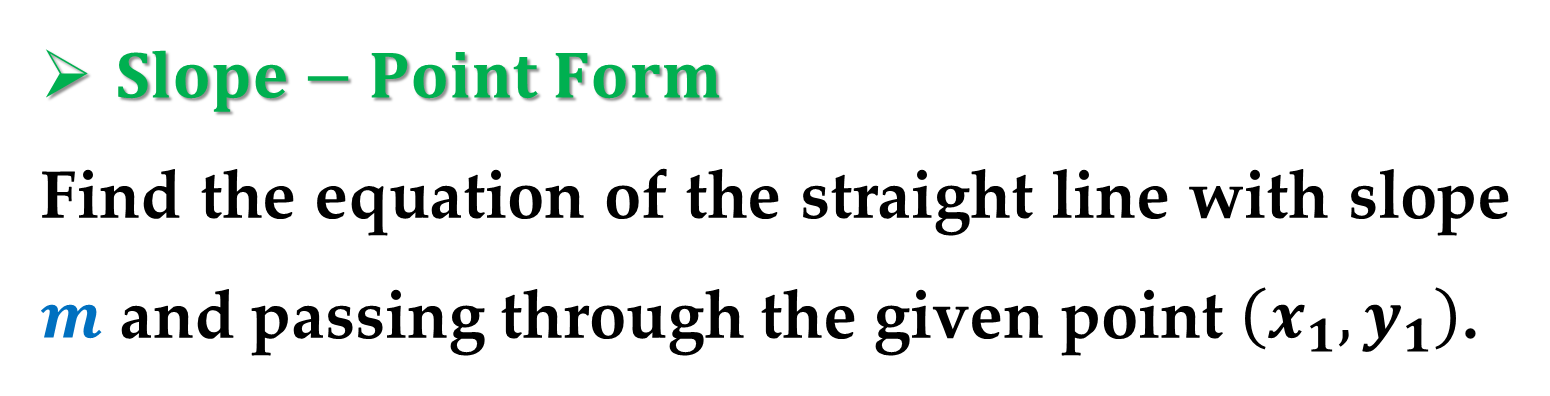 ➢ Slope − Point Form
Find the equation of the straight line with slope
m and passing through the given point (x₁, y₁).